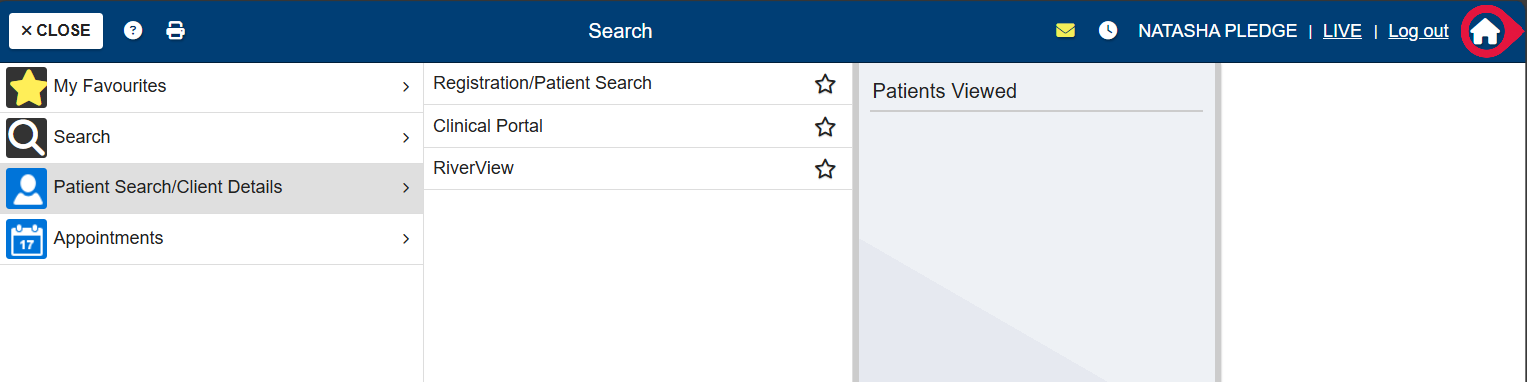 × CLOSE
?
Search
NATASHA PLEDGE | LIVE | Log out
My Favourites
Search
Patient Search/Client Details
17
Appointments
Registration/Patient Search
Clinical Portal
RiverView
Patients Viewed